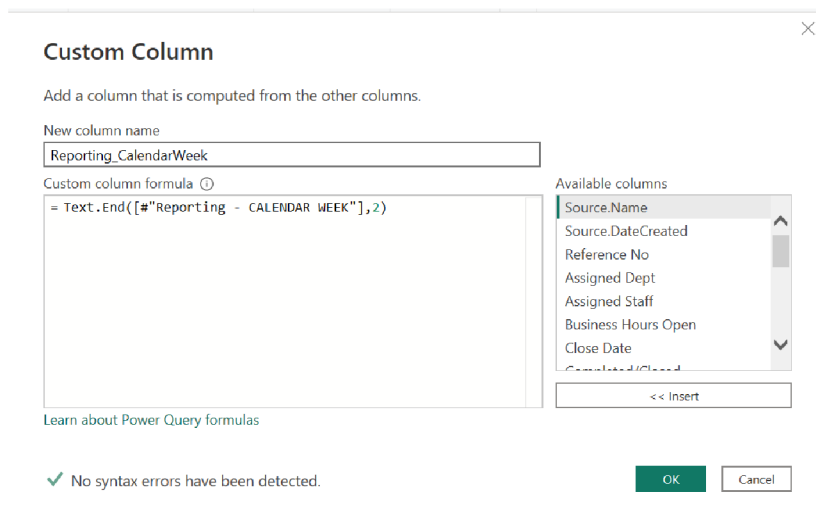 Custom Column
Add a column that is computed from the other columns.
New column name
Reporting_CalendarWeek
Custom column formula
= Text.End([#"Reporting - CALENDAR WEEK"],2)
Available columns
Source.Name
Source.DateCreated
Reference No
Assigned Dept
Assigned Staff
Business Hours Open
Close Date
<< Insert
Learn about Power Query formulas
No syntax errors have been detected.
OK
Cancel